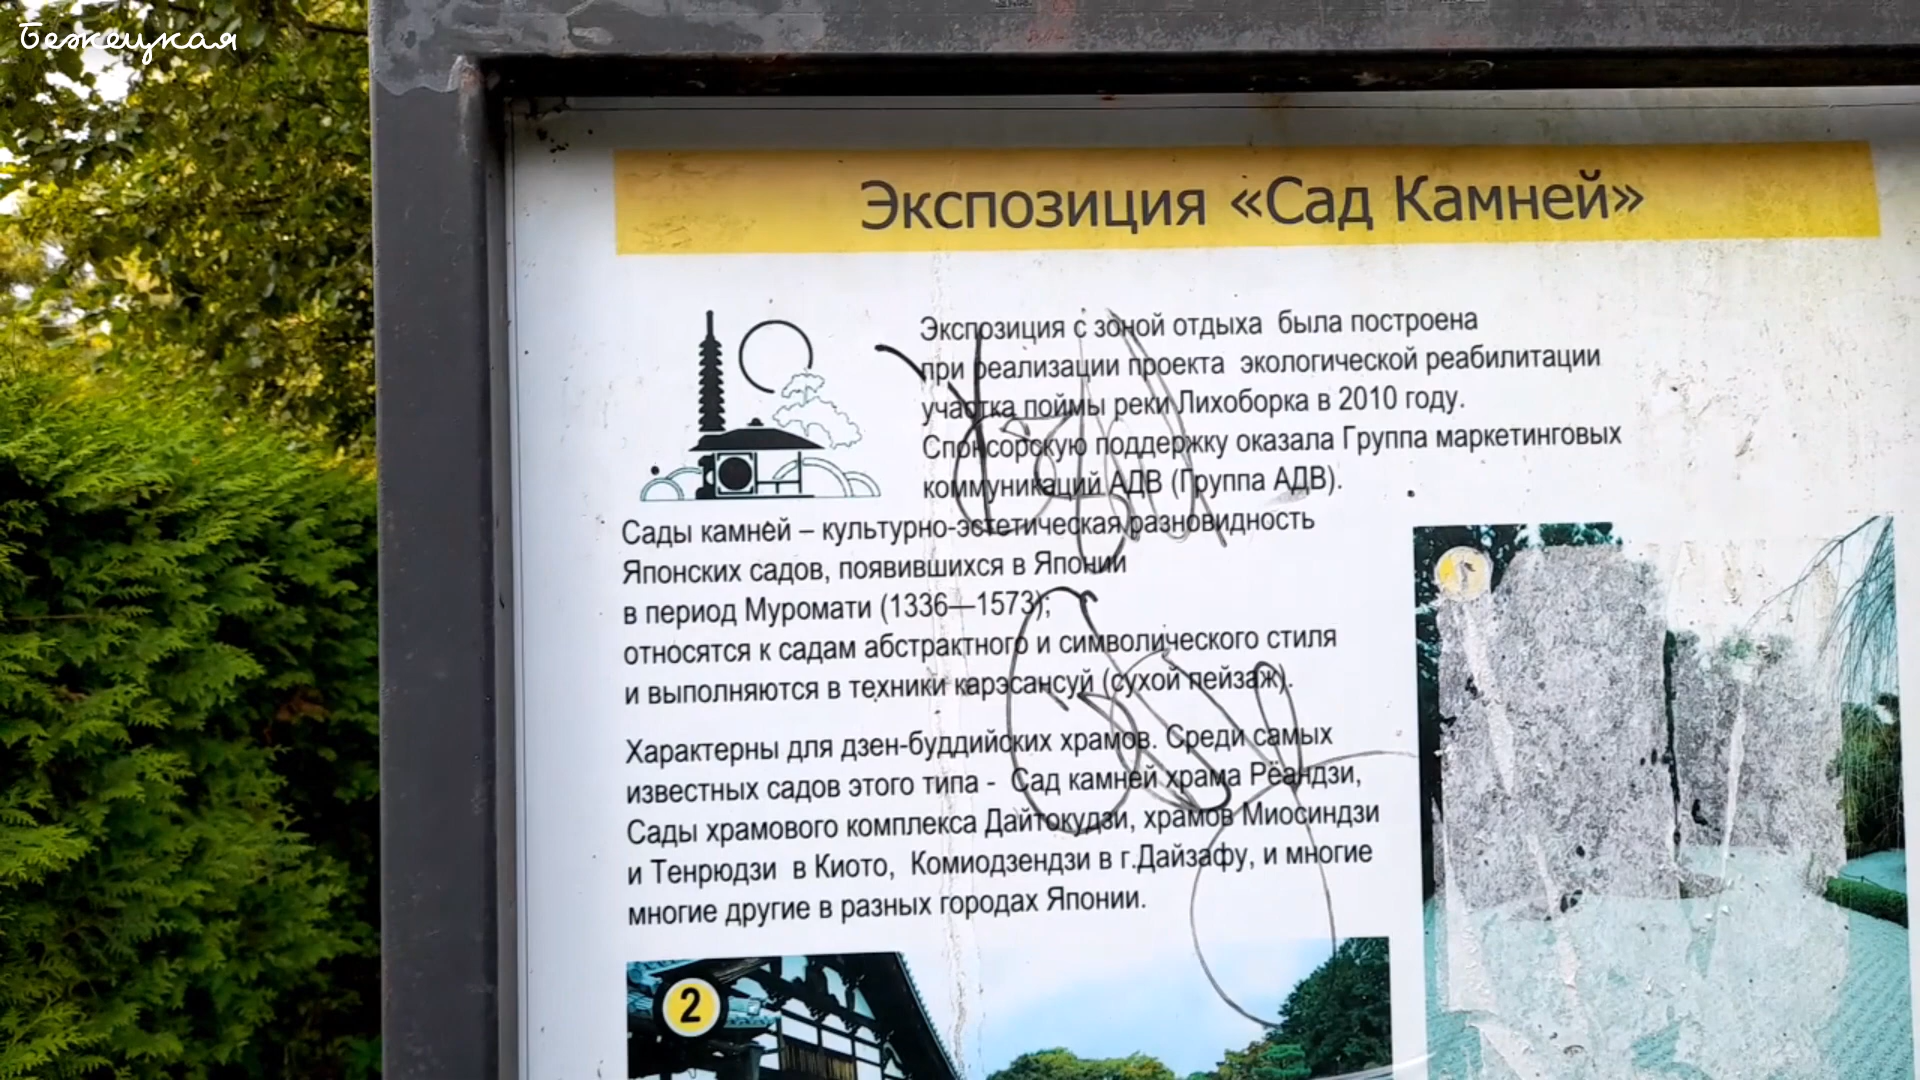 Бежецкая
Экспозиция «Сад Камней»
Экспозиция с зоной отдыха была построена
при реализации проекта экологической реабилитации
участка поймы реки Лихоборка в 2010 году.
Спонсорскую поддержку оказала Группа маркетинговых
коммуникаций АДВ (Группа АДВ).
Сады камней – культурно-эстетическая разновидность
Японских садов, появившихся в Японии
в период Муромати (1336—1573);
относятся к садам абстрактного и символического стиля
и выполняются в техники карэсансуй (сухой пейзаж).
Характерны для дзен-буддийских храмов. Среди самых
известных садов этого типа - Сад камней храма Рёандзи,
Сады храмового комплекса Дайтокудзи, храмов Миосиндзи
и Тенрюдзи в Киото, Комиодзендзи в г.Дайзафу, и многие
многие другие в разных городах Японии.
1
2